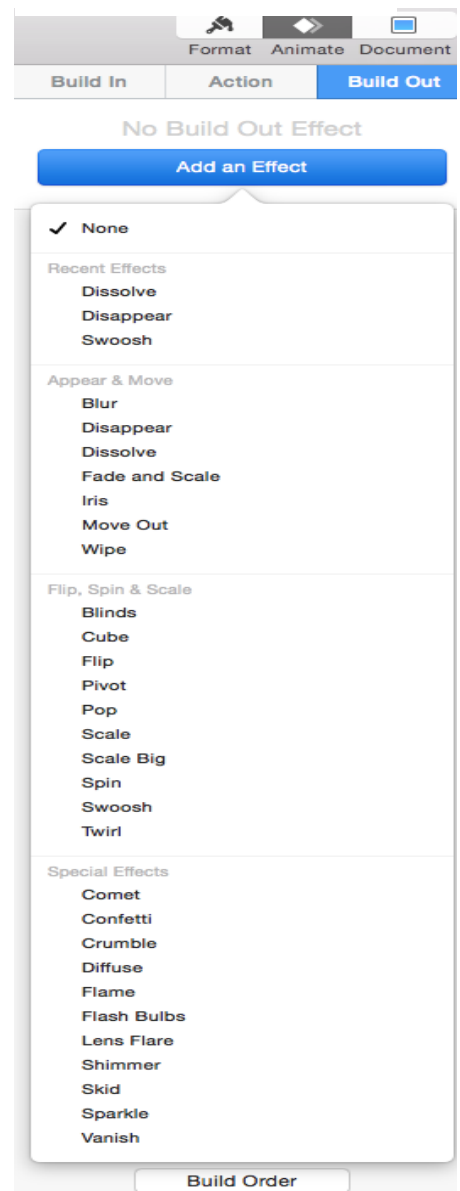 Format Animate Document
Build In Action Build Out
No Build Out Effect
Add an Effect
✓ None
Recent Effects
Dissolve
Disappear
Swoosh
Appear & Move
Blur
Disappear
Dissolve
Fade and Scale
Iris
Move Out
Wipe
Flip, Spin & Scale
Blinds
Cube
Flip
Pivot
Pop
Scale
Scale Big
Spin
Swoosh
Twirl
Special Effects
Comet
Confetti
Crumble
Diffuse
Flame
Flash Bulbs
Lens Flare
Shimmer
Skid
Sparkle
Vanish
Build Order